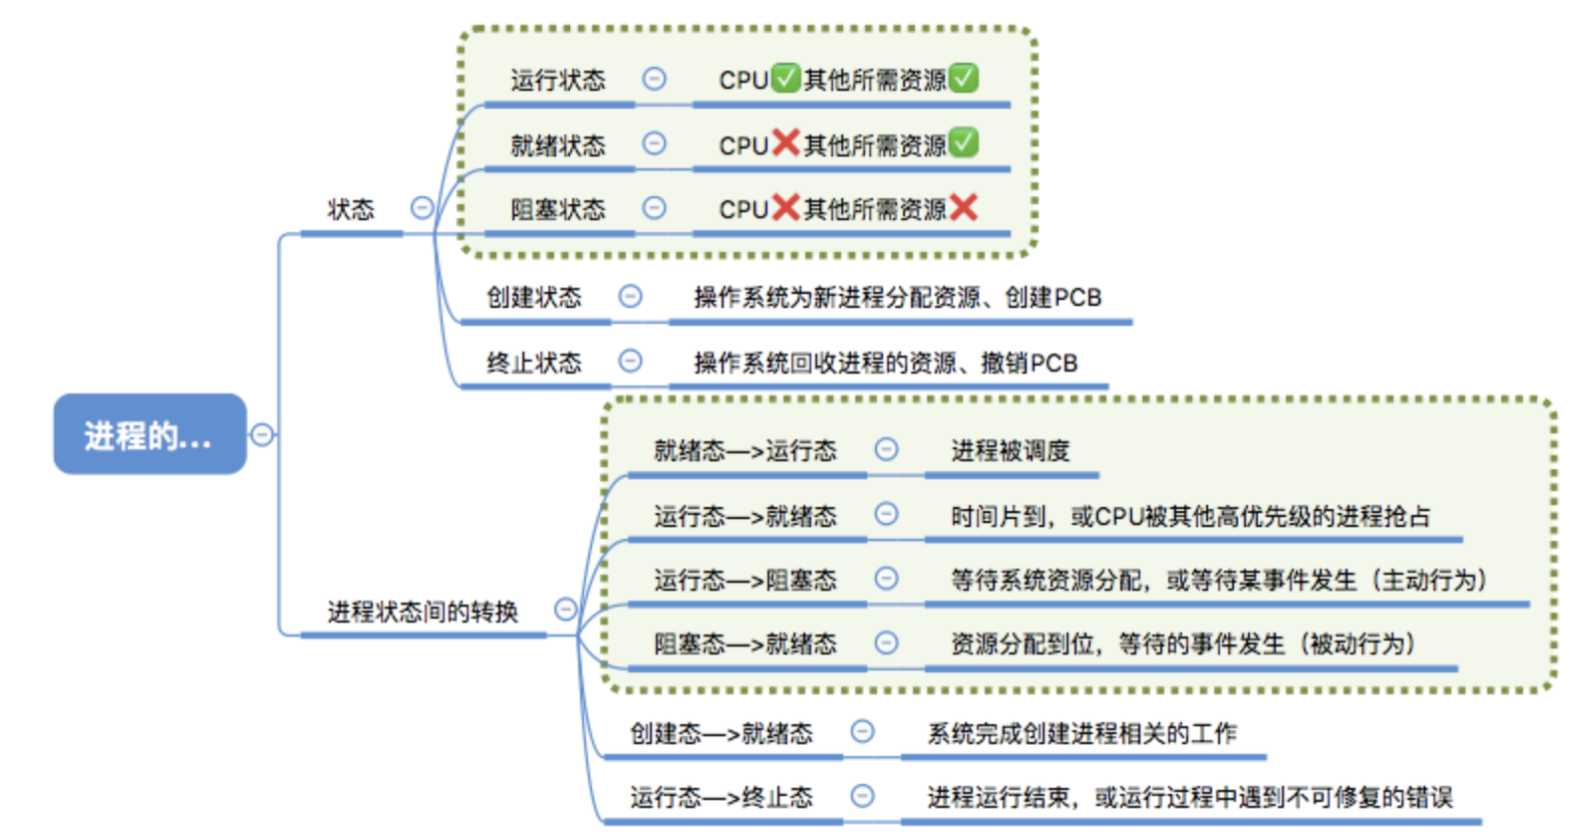 进程的...
状态
运行状态 CPU✅其他所需资源✅
就绪状态 CPU❌其他所需资源✅
阻塞状态 CPU❌其他所需资源❌
创建状态 操作系统为新进程分配资源、创建PCB
终止状态 操作系统回收进程的资源、撤销PCB
进程状态间的转换
就绪态—>运行态 进程被调度
运行态—>就绪态 时间片到，或CPU被其他高优先级的进程抢占
运行态—>阻塞态 等待系统资源分配，或等待某事件发生（主动行为）
阻塞态—>就绪态 资源分配到位，等待的事件发生（被动行为）
创建态—>就绪态 系统完成创建进程相关的工作
运行态—>终止态 进程运行结束，或运行过程中遇到不可修复的错误